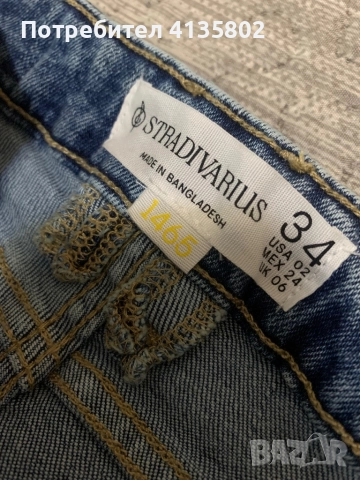 Потребител 4135802
STRADIVARIUS
MADE IN BANGLADESH
1465
34
USA 02
MEX 24
UK 06
BAZAR